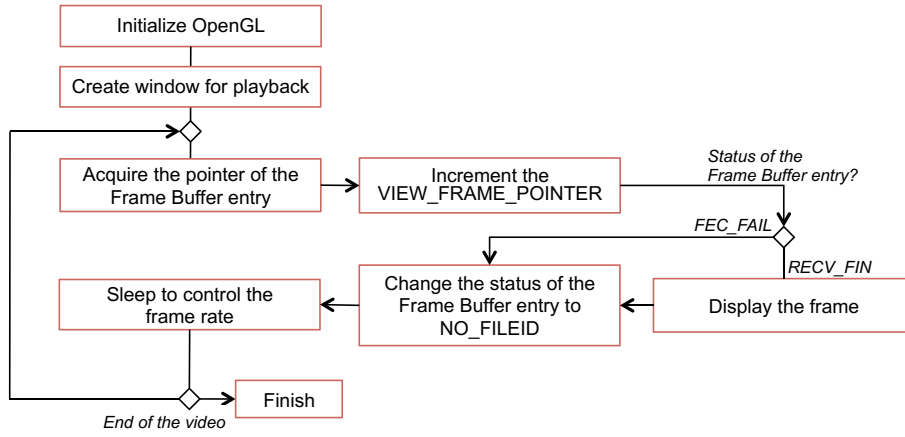 Initialize OpenGL
Create window for playback
Acquire the pointer of the
Frame Buffer entry
Increment the
VIEW_FRAME_POINTER
Status of the
Frame Buffer entry?
FEC_FAIL
RECV_FIN
Display the frame
Change the status of the
Frame Buffer entry to
NO_FILEID
Sleep to control the
frame rate
Finish
End of the video